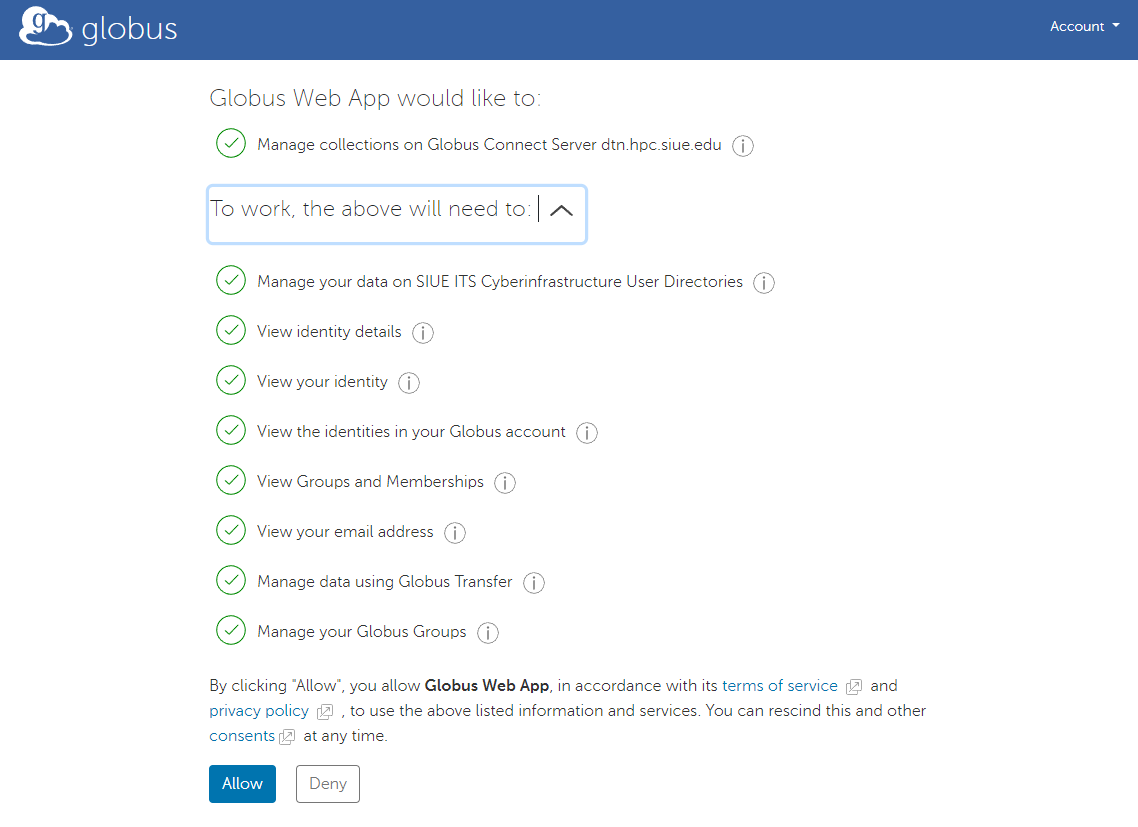 globus
Account
Globus Web App would like to:
Manage collections on Globus Connect Server dtn.hpc.siue.edu
To work, the above will need to:
Manage your data on SIUE ITS Cyberinfrastructure User Directories
View identity details
View your identity
View the identities in your Globus account
View Groups and Memberships
View your email address
Manage data using Globus Transfer
Manage your Globus Groups
By clicking "Allow", you allow Globus Web App, in accordance with its terms of service and
privacy policy , to use the above listed information and services. You can rescind this and other
consents at any time.
Allow Deny